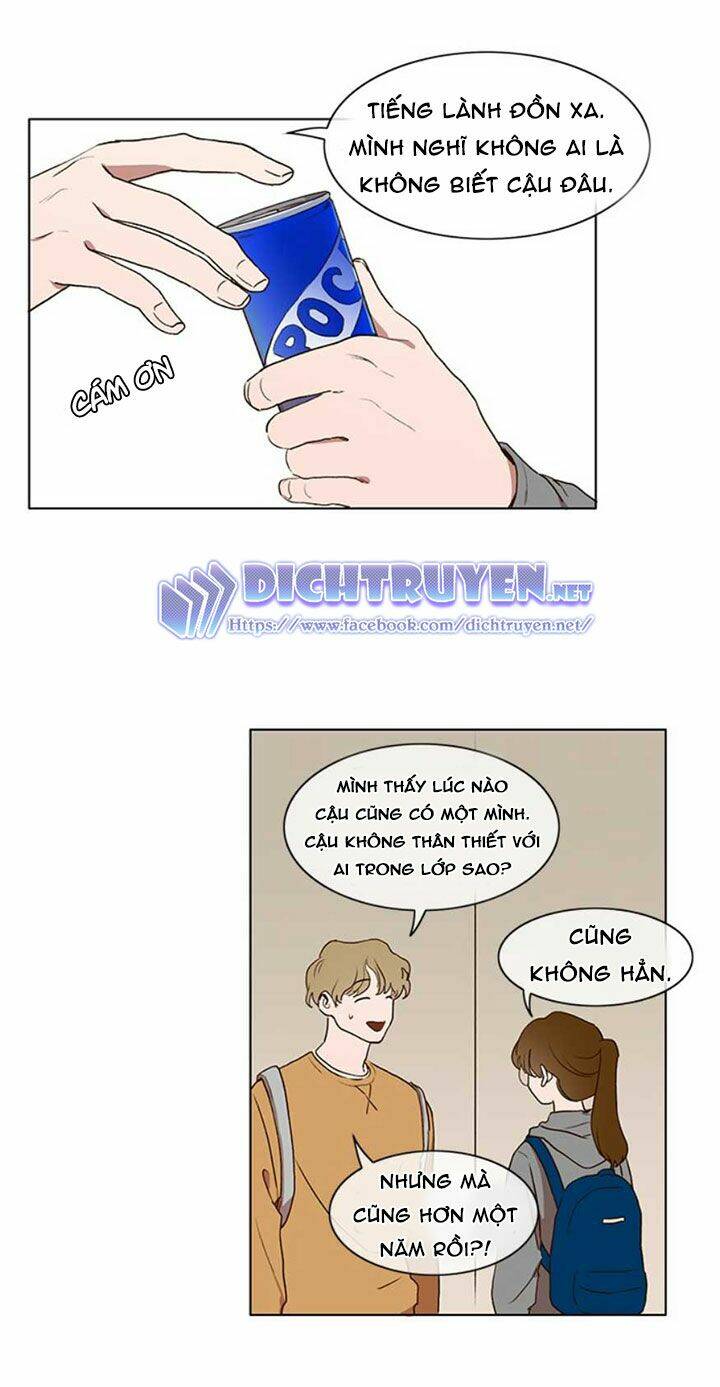 TIẾNG LÀNH ĐỒN XA.
MÌNH NGHĨ KHÔNG AI LÀ
KHÔNG BIẾT CẬU ĐÂU.
POC
CÁM ƠN
DICHTRUYEN.NET
Https://www.facebook.com/dichtruyen.net/
MÌNH THẤY LÚC NÀO
CẬU CŨNG CÓ MỘT MÌNH.
CẬU KHÔNG THÂN THIẾT VỚI
AI TRONG LỚP SAO?
CŨNG
KHÔNG HẲN.
NHƯNG MÀ
CŨNG HƠN MỘT
NĂM RỒI?!